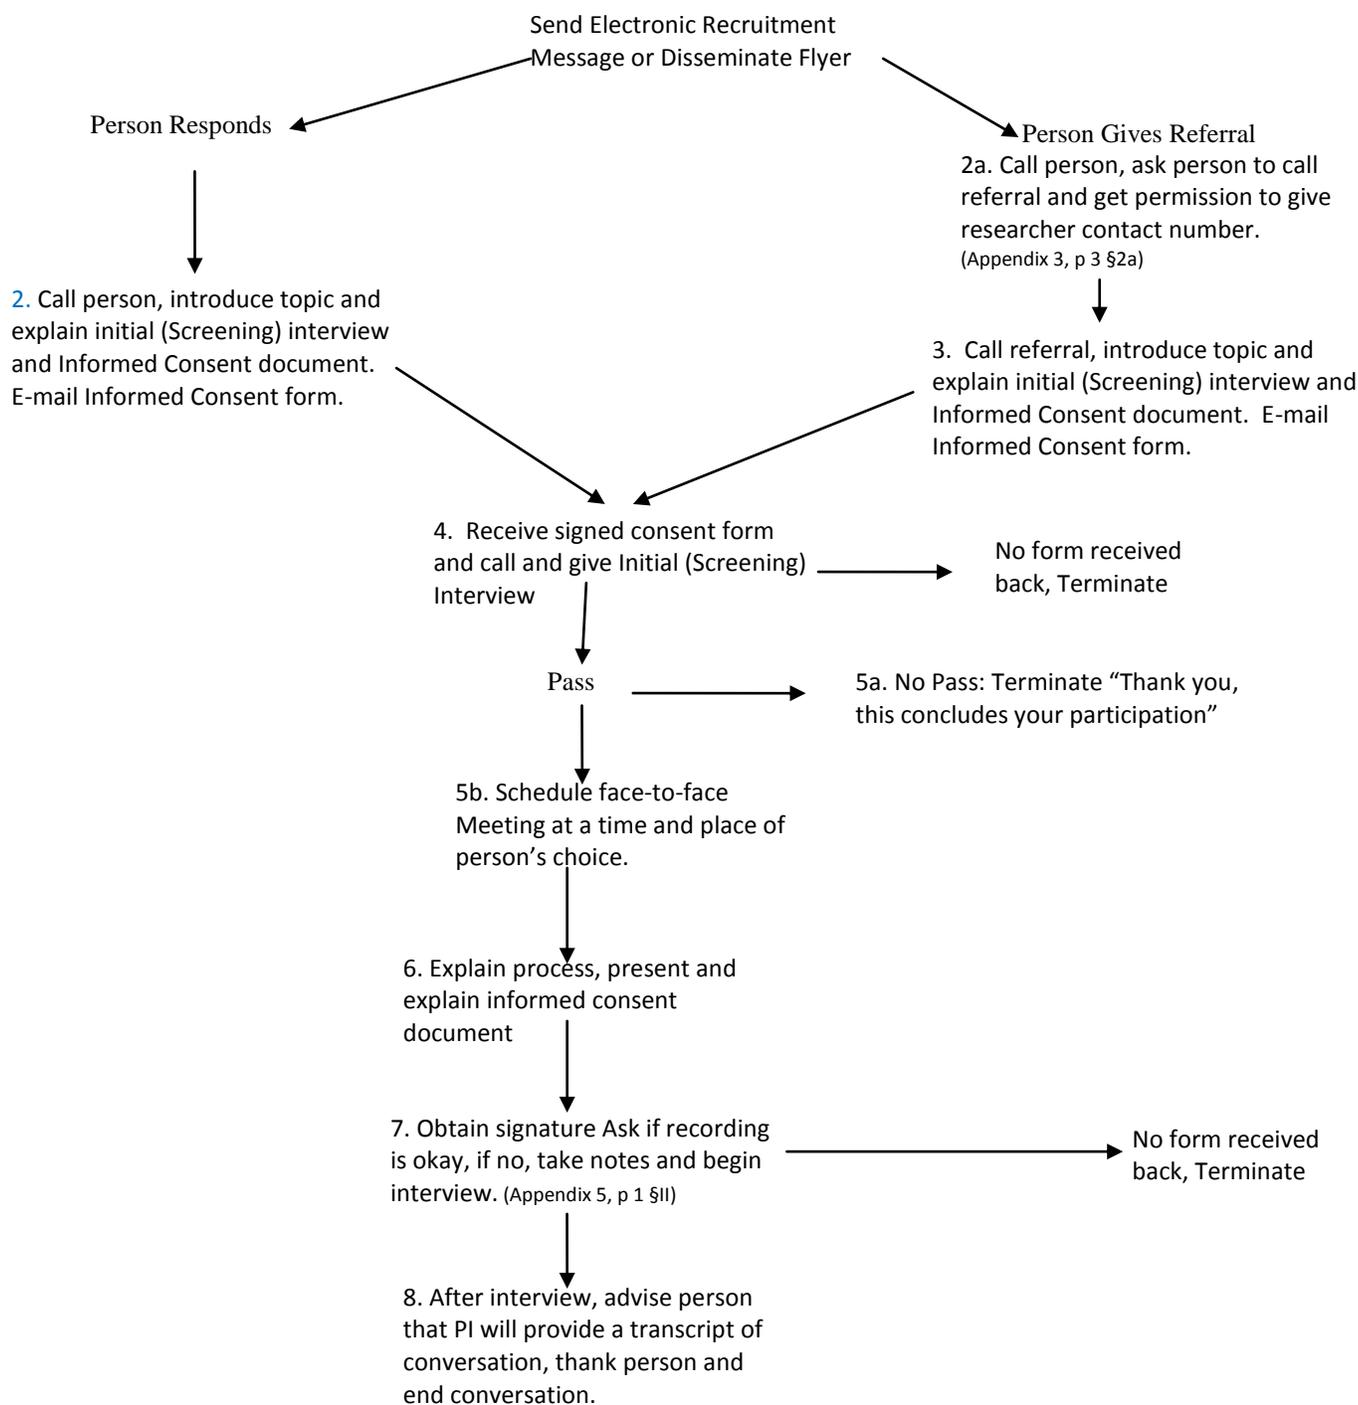 Send Electronic Recruitment
Message or Disseminate Flyer
Person Responds
Person Gives Referral
2a. Call person, ask person to call
referral and get permission to give
researcher contact number.
(Appendix 3, p 3 §2a)
2. Call person, introduce topic and
explain initial (Screening) interview
and Informed Consent document.
E-mail Informed Consent form.
3.  Call referral, introduce topic and
explain initial (Screening) interview and
Informed Consent document.  E-mail
Informed Consent form.
4.  Receive signed consent form
and call and give Initial (Screening)
Interview
No form received
back, Terminate
Pass
5a. No Pass: Terminate “Thank you,
this concludes your participation”
5b. Schedule face-to-face
Meeting at a time and place of
person’s choice.
6. Explain process, present and
explain informed consent
document
7. Obtain signature Ask if recording
is okay, if no, take notes and begin
interview. (Appendix 5, p 1 §II)
No form received
back, Terminate
8. After interview, advise person
that PI will provide a transcript of
conversation, thank person and
end conversation.